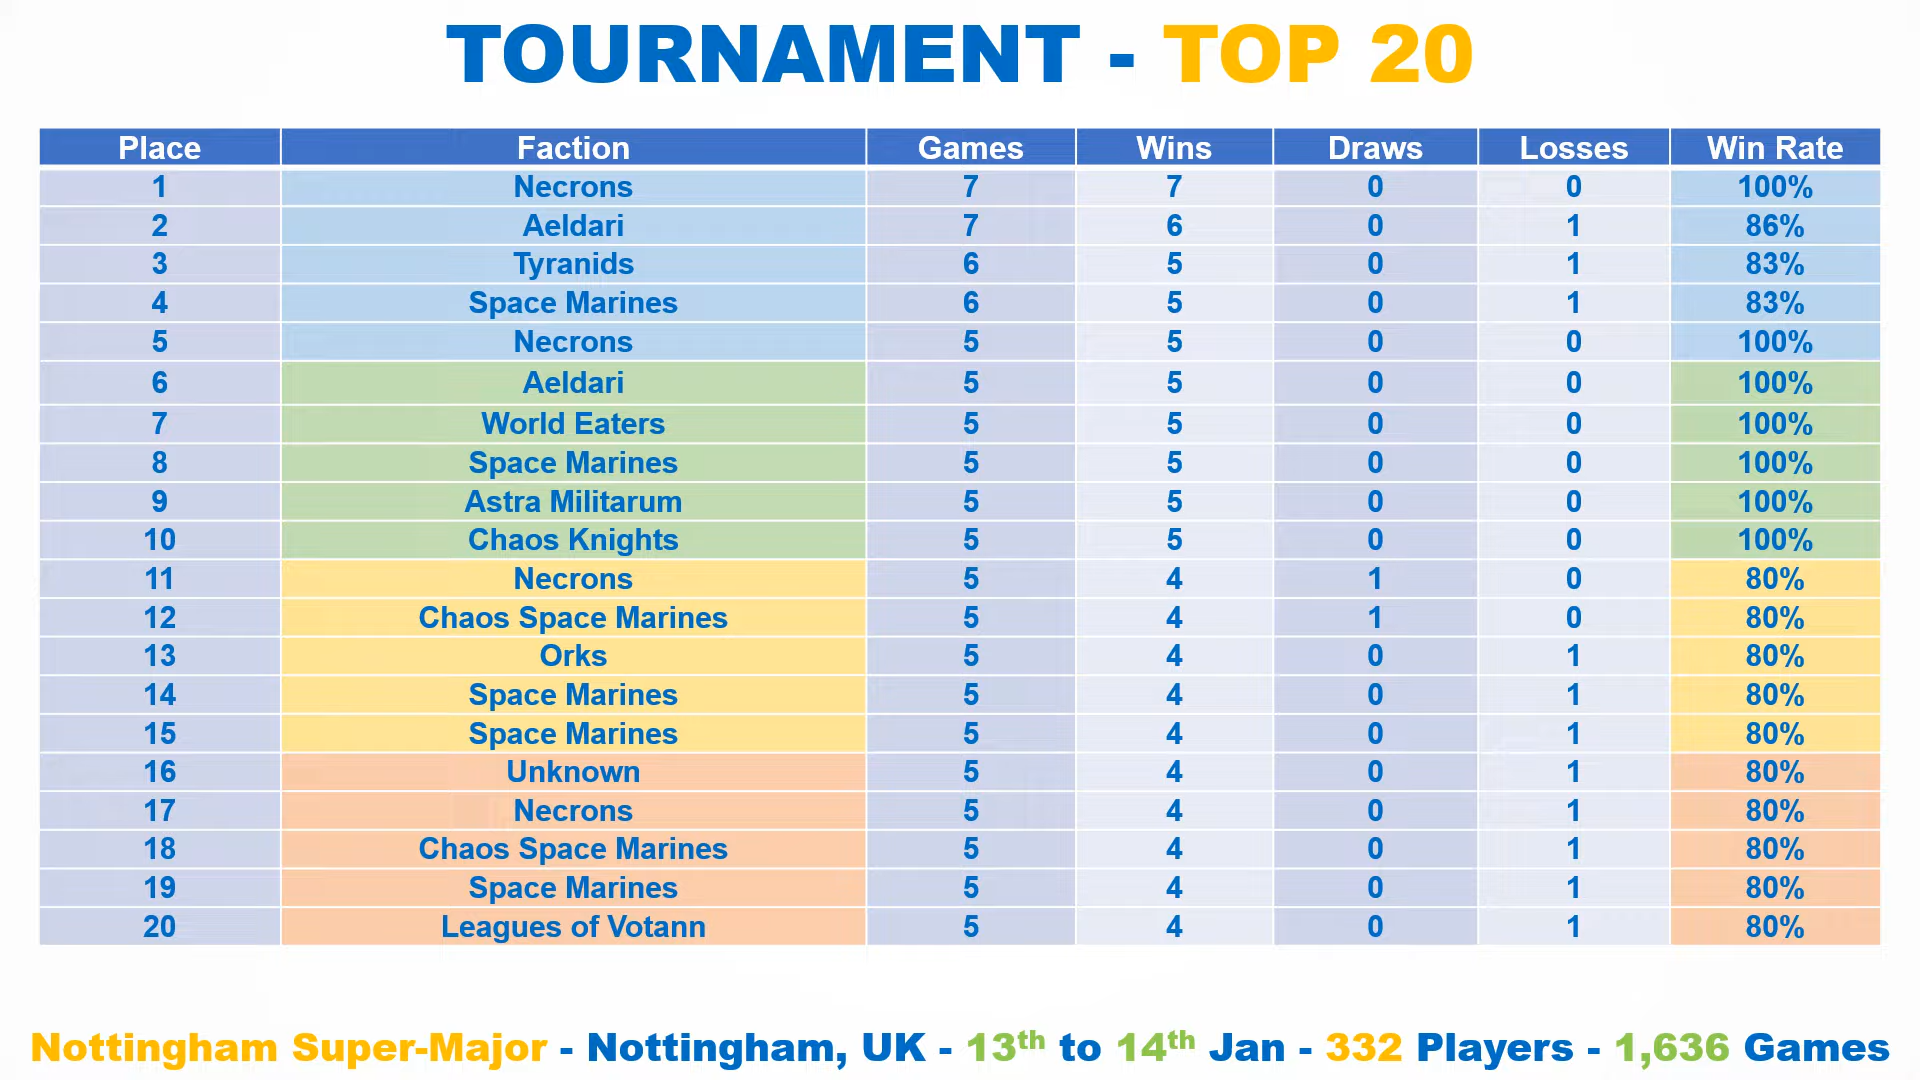 TOURNAMENT - TOP 20
Place Faction Games Wins Draws Losses Win Rate
1 Necrons 7 7 0 0 100%
2 Aeldari 7 6 0 1 86%
3 Tyranids 6 5 0 1 83%
4 Space Marines 6 5 0 1 83%
5 Necrons 5 5 0 0 100%
6 Aeldari 5 5 0 0 100%
7 World Eaters 5 5 0 0 100%
8 Space Marines 5 5 0 0 100%
9 Astra Militarum 5 5 0 0 100%
10 Chaos Knights 5 5 0 0 100%
11 Necrons 5 4 1 0 80%
12 Chaos Space Marines 5 4 1 0 80%
13 Orks 5 4 0 1 80%
14 Space Marines 5 4 0 1 80%
15 Space Marines 5 4 0 1 80%
16 Unknown 5 4 0 1 80%
17 Necrons 5 4 0 1 80%
18 Chaos Space Marines 5 4 0 1 80%
19 Space Marines 5 4 0 1 80%
20 Leagues of Votann 5 4 0 1 80%
Nottingham Super-Major - Nottingham, UK - 13th to 14th Jan - 332 Players - 1,636 Games